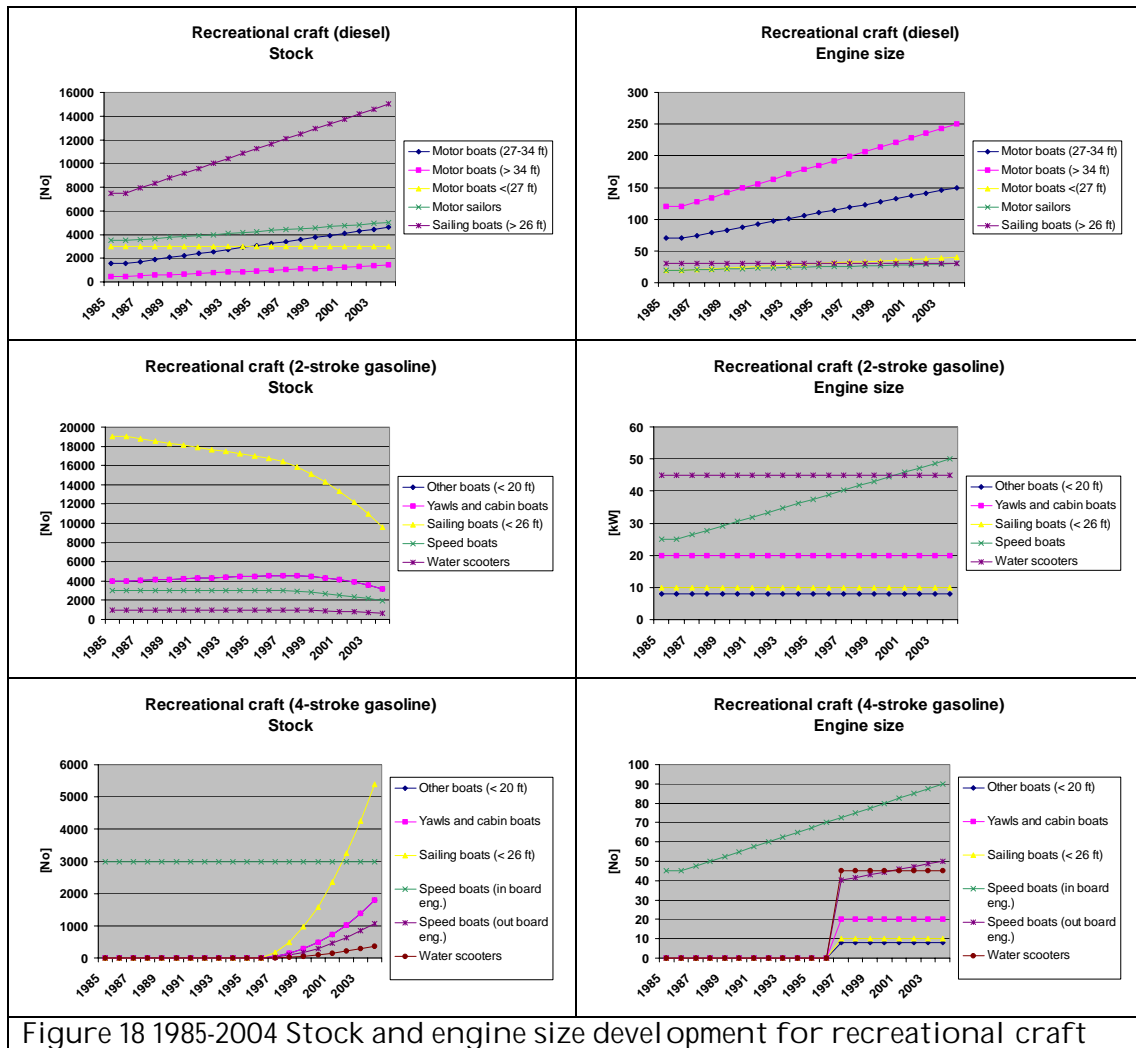 Recreational craft (diesel)
Stock
16000
14000
12000
10000
8000
6000
4000
2000
0
[No]
1985
1987
1989
1991
1993
1995
1997
1999
2001
2003
Motor boats (27-34 ft)
Motor boats (> 34 ft)
Motor boats <(27 ft)
Motor sailors
Sailing boats (> 26 ft)
Recreational craft (diesel)
Engine size
300
250
200
150
100
50
0
[No]
1985
1987
1989
1991
1993
1995
1997
1999
2001
2003
Motor boats (27-34 ft)
Motor boats (> 34 ft)
Motor boats <(27 ft)
Motor sailors
Sailing boats (> 26 ft)
Recreational craft (2-stroke gasoline)
Stock
20000
18000
16000
14000
12000
10000
8000
6000
4000
2000
0
[No]
1985
1987
1989
1991
1993
1995
1997
1999
2001
2003
Other boats (< 20 ft)
Yawls and cabin boats
Sailing boats (< 26 ft)
Speed boats
Water scooters
Recreational craft (2-stroke gasoline)
Engine size
60
50
40
30
20
10
0
[kW]
1985
1987
1989
1991
1993
1995
1997
1999
2001
2003
Other boats (< 20 ft)
Yawls and cabin boats
Sailing boats (< 26 ft)
Speed boats
Water scooters
Recreational craft (4-stroke gasoline)
Stock
6000
5000
4000
3000
2000
1000
0
[No]
1985
1987
1989
1991
1993
1995
1997
1999
2001
2003
Other boats (< 20 ft)
Yawls and cabin boats
Sailing boats (< 26 ft)
Speed boats (in board
eng.)
Speed boats (out board
eng.)
Water scooters
Recreational craft (4-stroke gasoline)
Engine size
100
90
80
70
60
50
40
30
20
10
0
[No]
1985
1987
1989
1991
1993
1995
1997
1999
2001
2003
Other boats (< 20 ft)
Yawls and cabin boats
Sailing boats (< 26 ft)
Speed boats (in board
eng.)
Speed boats (out board
eng.)
Water scooters
Figure 18 1985-2004 Stock and engine size development for recreational craft